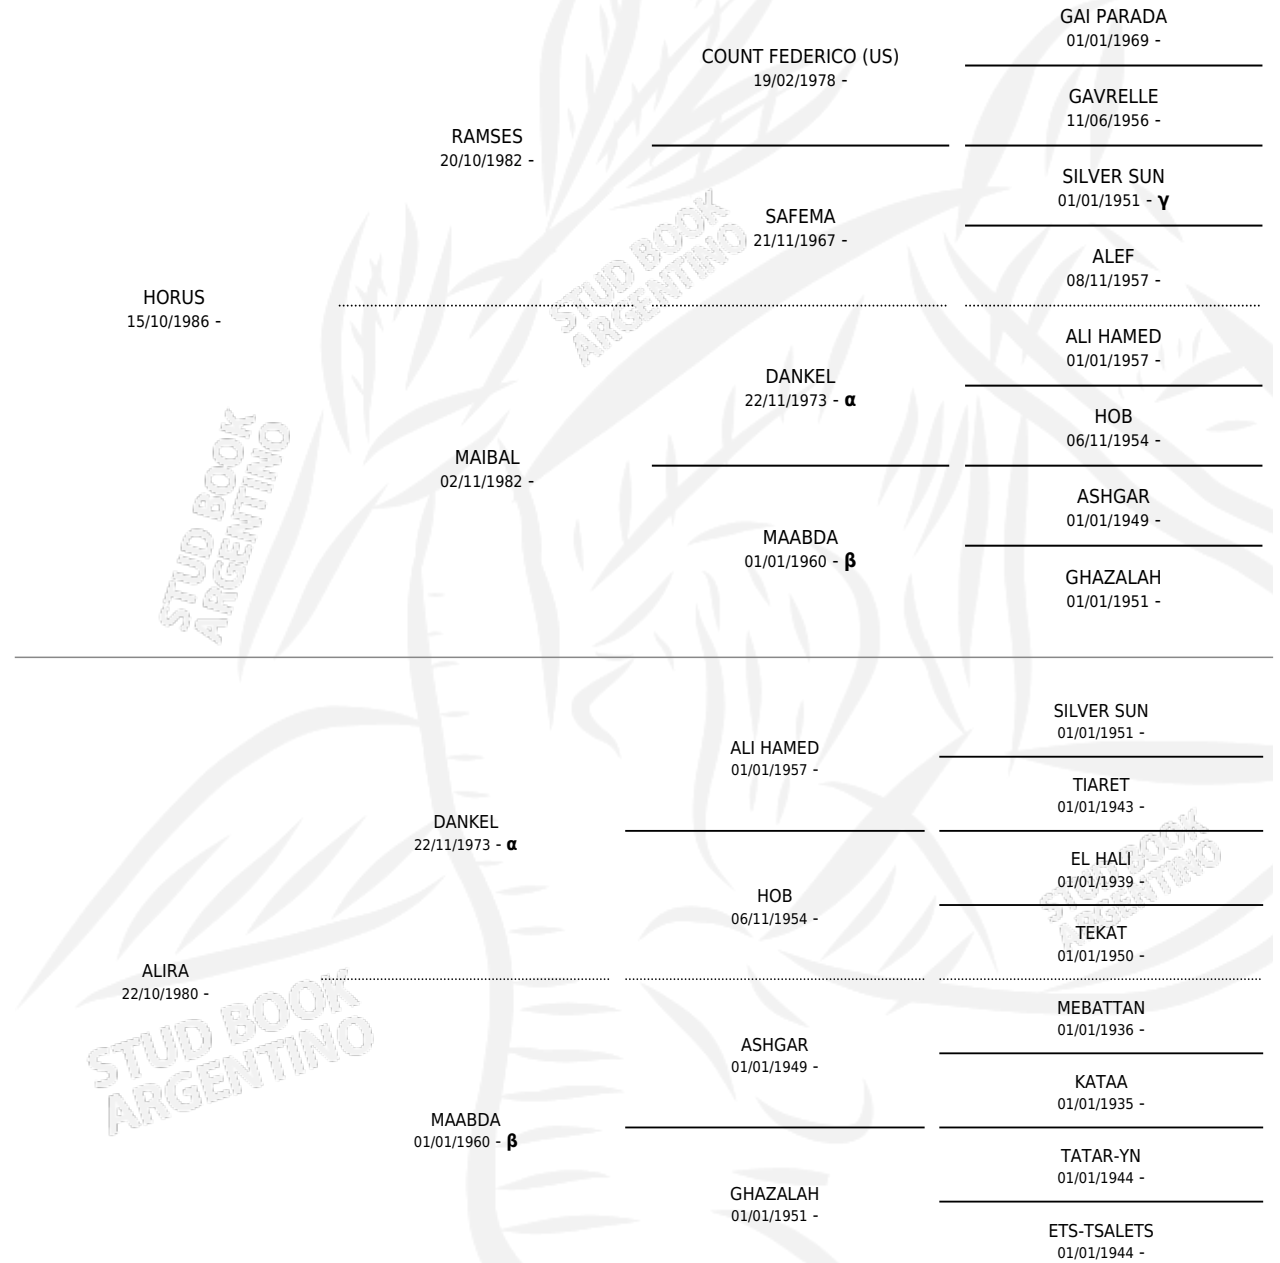 GAI PARADA
01/01/1969 -
COUNT FEDERICO (US)
19/02/1978 -
GAVRELLE
11/06/1956 -
RAMSES
20/10/1982 -
SILVER SUN
01/01/1951 - γ
SAFEMA
21/11/1967 -
ALEF
08/11/1957 -
HORUS
15/10/1986 -
ALI HAMED
01/01/1957 -
DANKEL
22/11/1973 - α
HOB
06/11/1954 -
MAIBAL
02/11/1982 -
ASHGAR
01/01/1949 -
MAABDA
01/01/1960 - β
GHAZALAH
01/01/1951 -
STUD BOOK
ARGENTINO
STUD BOOK
ARGENTINO
SILVER SUN
01/01/1951 -
ALI HAMED
01/01/1957 -
TIARET
01/01/1943 -
DANKEL
22/11/1973 - α
EL HALI
01/01/1939 -
HOB
06/11/1954 -
TEKAT
01/01/1950 -
ALIRA
22/10/1980 -
MEBATTAN
01/01/1936 -
ASHGAR
01/01/1949 -
KATAA
01/01/1935 -
MAABDA
01/01/1960 - β
TATAR-YN
01/01/1944 -
GHAZALAH
01/01/1951 -
ETS-TSALETS
01/01/1944 -
STUD BOOK
ARGENTINO
STUD BOOK
ARGENTINO